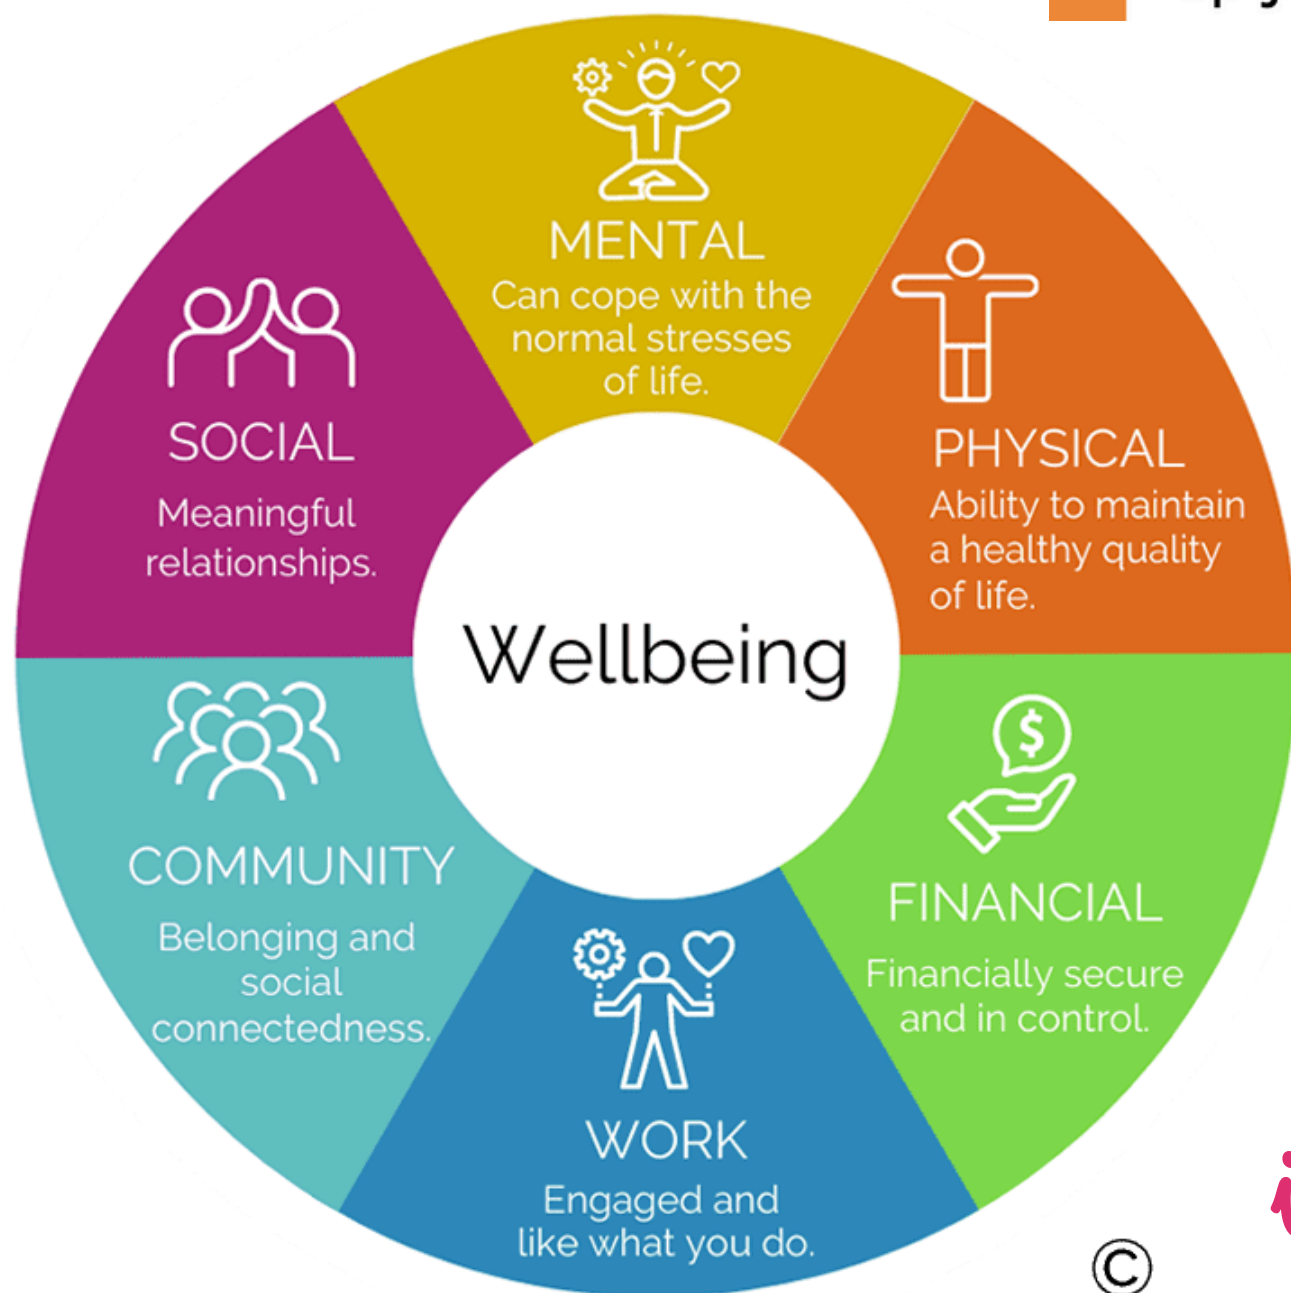 MENTAL
Can cope with the
normal stresses
of life.
PHYSICAL
Ability to maintain
a healthy quality
of life.
$
FINANCIAL
Financially secure
and in control.
WORK
Engaged and
like what you do.
COMMUNITY
Belonging and
social
connectedness.
SOCIAL
Meaningful
relationships.
Wellbeing
©